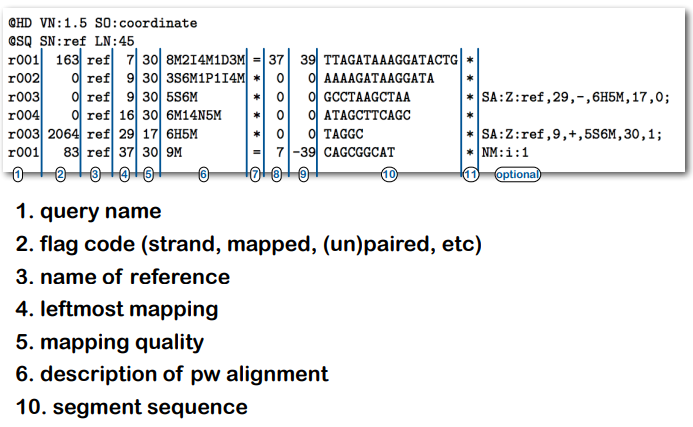 @HD VN:1.5 SO:coordinate
@SQ SN:ref LN:45
r001 163 ref 7 30 8M2I4M1D3M = 37 39 TTAGATAAAGGATACTG *
r002 0 ref 9 30 3S6M1P1I4M * 0 0 AAAAGATAAGGATA *
r003 0 ref 9 30 5S6M * 0 0 GCCTAAGCTAA * SA:Z:ref,29,-,6H5M,17,0;
r004 0 ref 16 30 6M14N5M * 0 0 ATAGCTTCAGC *
r003 2064 ref 29 17 6H5M * 0 0 TAGGC * SA:Z:ref,9,+,5S6M,30,1;
r001 83 ref 37 30 9M = 7 -39 CAGCGGCAT * NM:i:1
1 2 3 4 5 6 7 8 9 10 11 optional
1. query name
2. flag code (strand, mapped, (un)paired, etc)
3. name of reference
4. leftmost mapping
5. mapping quality
6. description of pw alignment
10. segment sequence